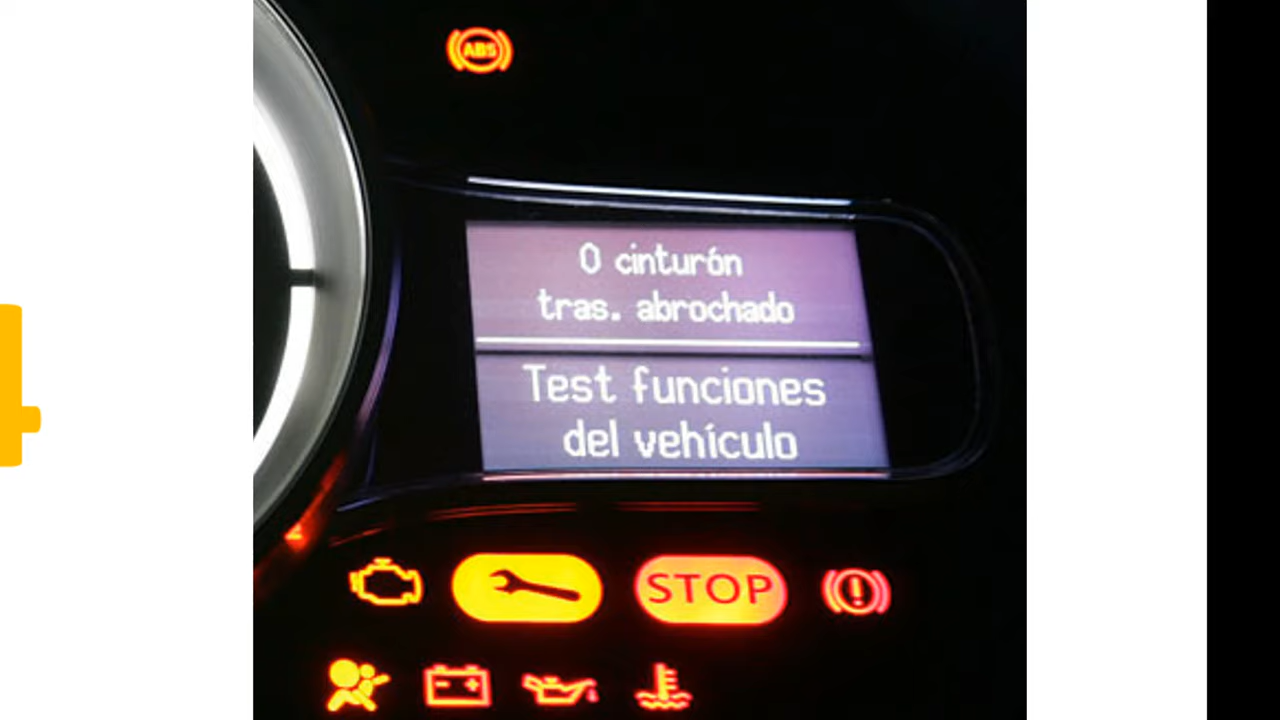 ABS
0 cinturón
tras. abrochado
Test funciones
del vehículo
STOP